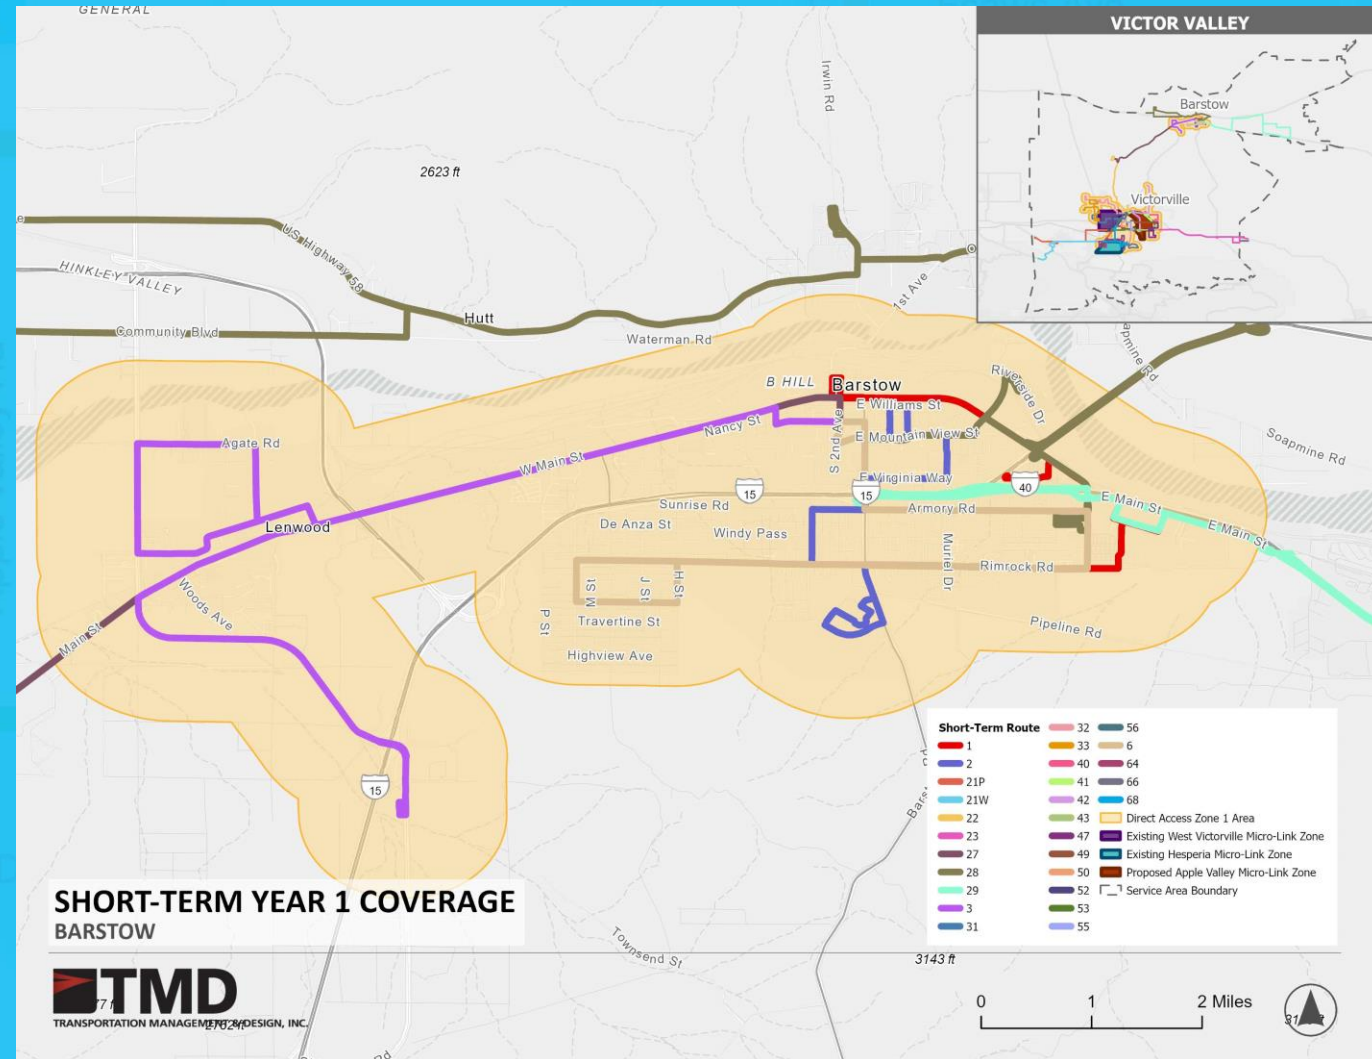 GENERAL
VICTOR VALLEY
Barstow
Victorville
Irwin Rd
2623 ft
US Highway 58
HINKLEY VALLEY
1st Ave
Hutt
Community Blvd
Waterman Rd
Riverside Dr
B HILL
Barstow
E Williams St
Nancy St
S 2nd Ave
E Mountain View St
Soapmine Rd
Agate Rd
W Main St
E Virginia Way
15
15
40
Sunrise Rd
Armory Rd
E Main St
Lenwood
De Anza St
Windy Pass
E Main St
Muriel Dr
Rimrock Rd
Woods Ave
M St
J St
H St
P St
Travertine St
Pipeline Rd
Main St
Highview Ave
15
Short-Term Route
1
2
21P
21W
22
23
27
28
29
3
31
32
33
40
41
42
43
47
49
50
52
53
55
56
6
64
66
68
Direct Access Zone 1 Area
Existing West Victorville Micro-Link Zone
Existing Hesperia Micro-Link Zone
Proposed Apple Valley Micro-Link Zone
Service Area Boundary
SHORT-TERM YEAR 1 COVERAGE
BARSTOW
Townsend St
3143 ft
TMD
TRANSPORTATION MANAGEMENT & DESIGN, INC.
0 1 2 Miles